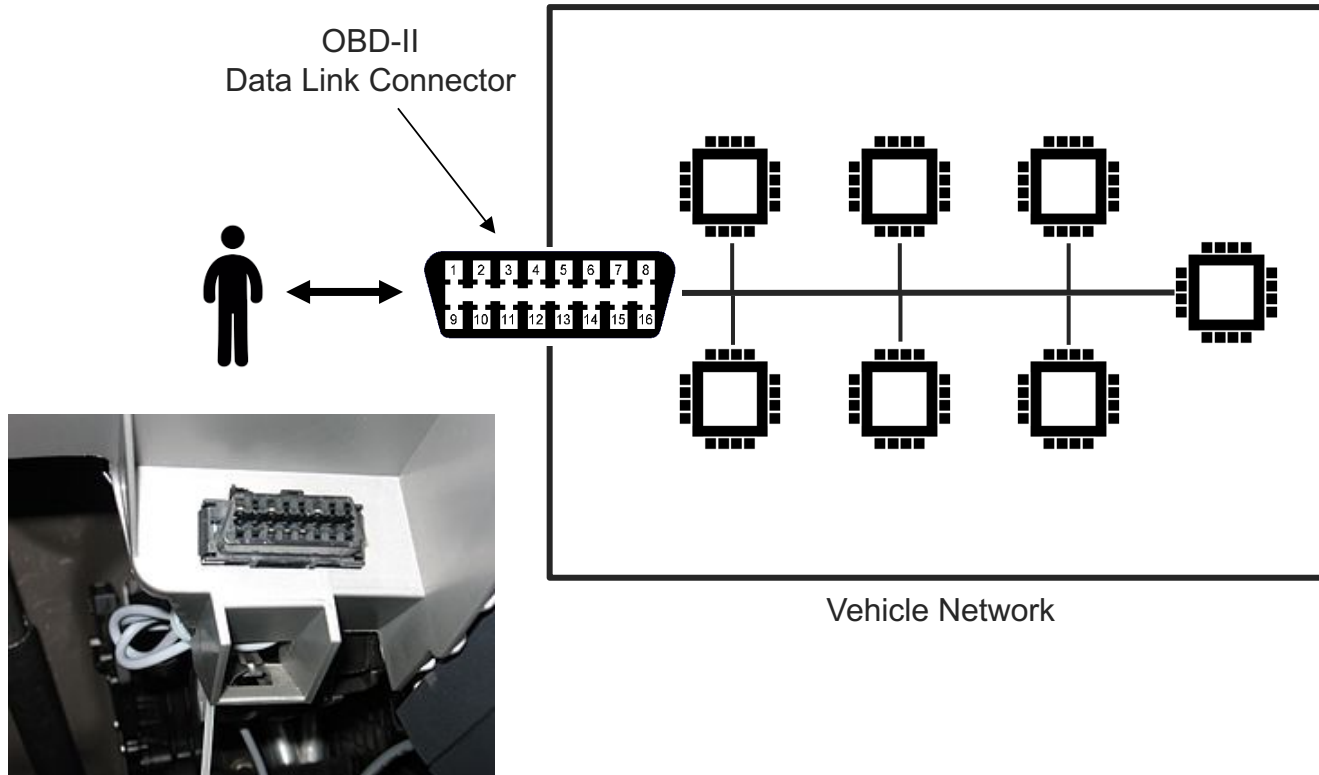 OBD-II
Data Link Connector
1 2 3 4 5 6 7 8
9 10 11 12 13 14 15 16
Vehicle Network